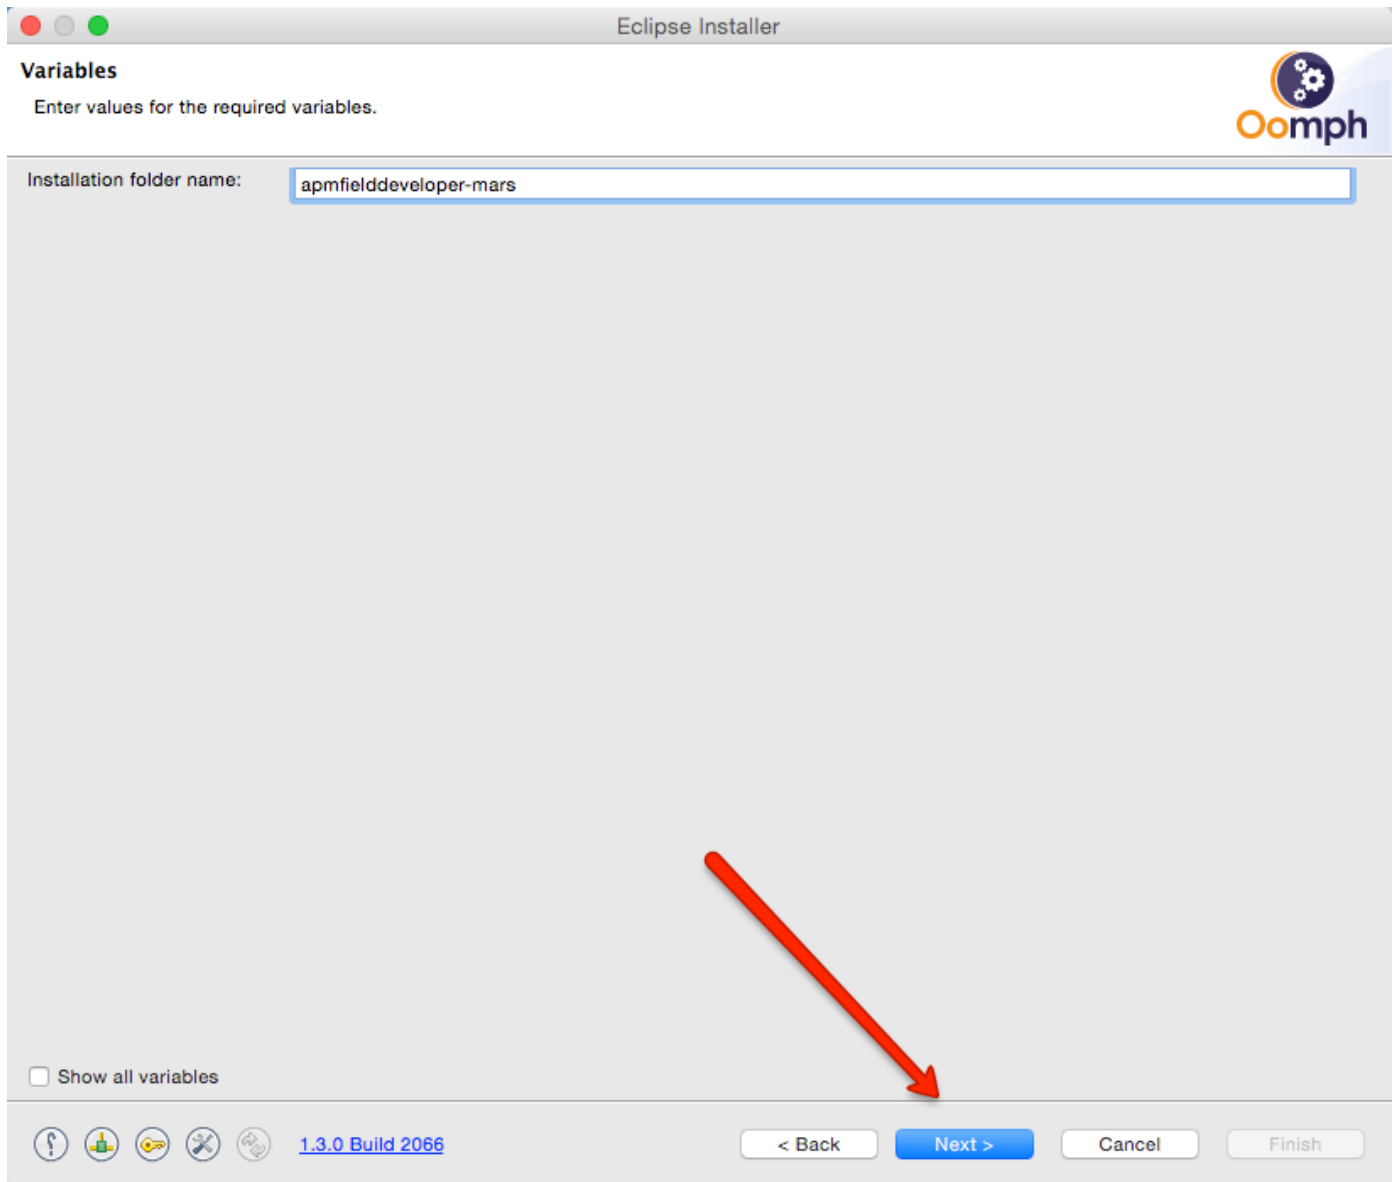 Eclipse Installer
Variables
Enter values for the required variables.
Oomph
Installation folder name: apmfielddeveloper-mars
Show all variables
1.3.0 Build 2066 < Back Next > Cancel Finish